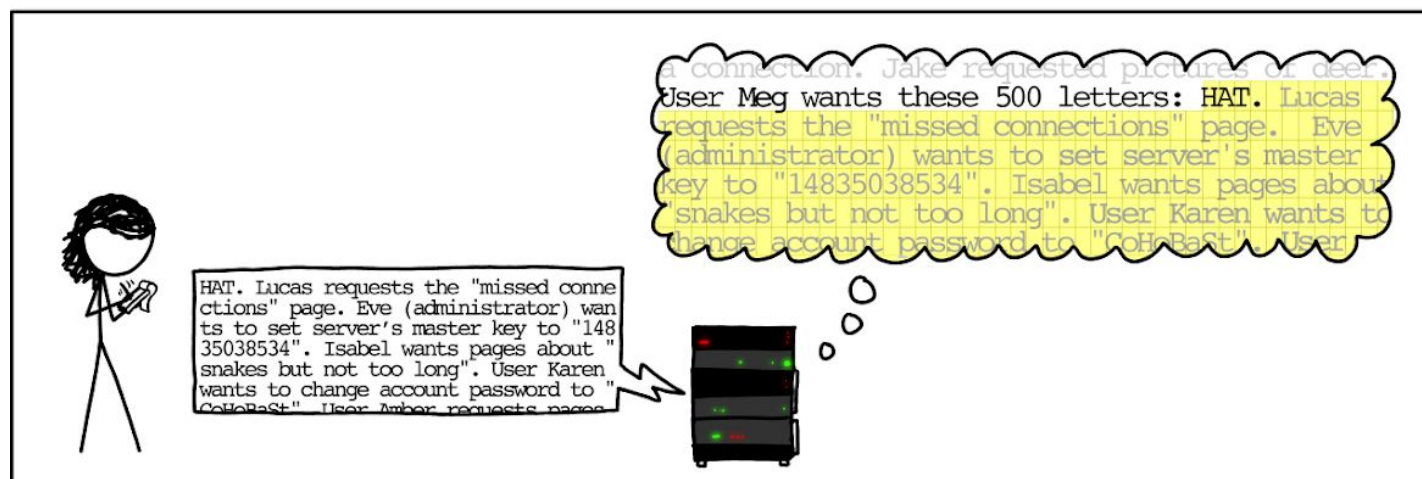 a connection. Jake requested pictures of deer.
User Meg wants these 500 letters: HAT. Lucas
requests the "missed connections" page.  Eve
(administrator) wants to set server's master
key to "14835038534". Isabel wants pages about
"snakes but not too long". User Karen wants to
change account password to "CoHoBaSt". User
HAT. Lucas requests the "missed conne
ctions" page. Eve (administrator) wan
ts to set server's master key to "148
35038534". Isabel wants pages about "
snakes but not too long". User Karen
wants to change account password to "
CoHoBaSt". User Amber requests pages